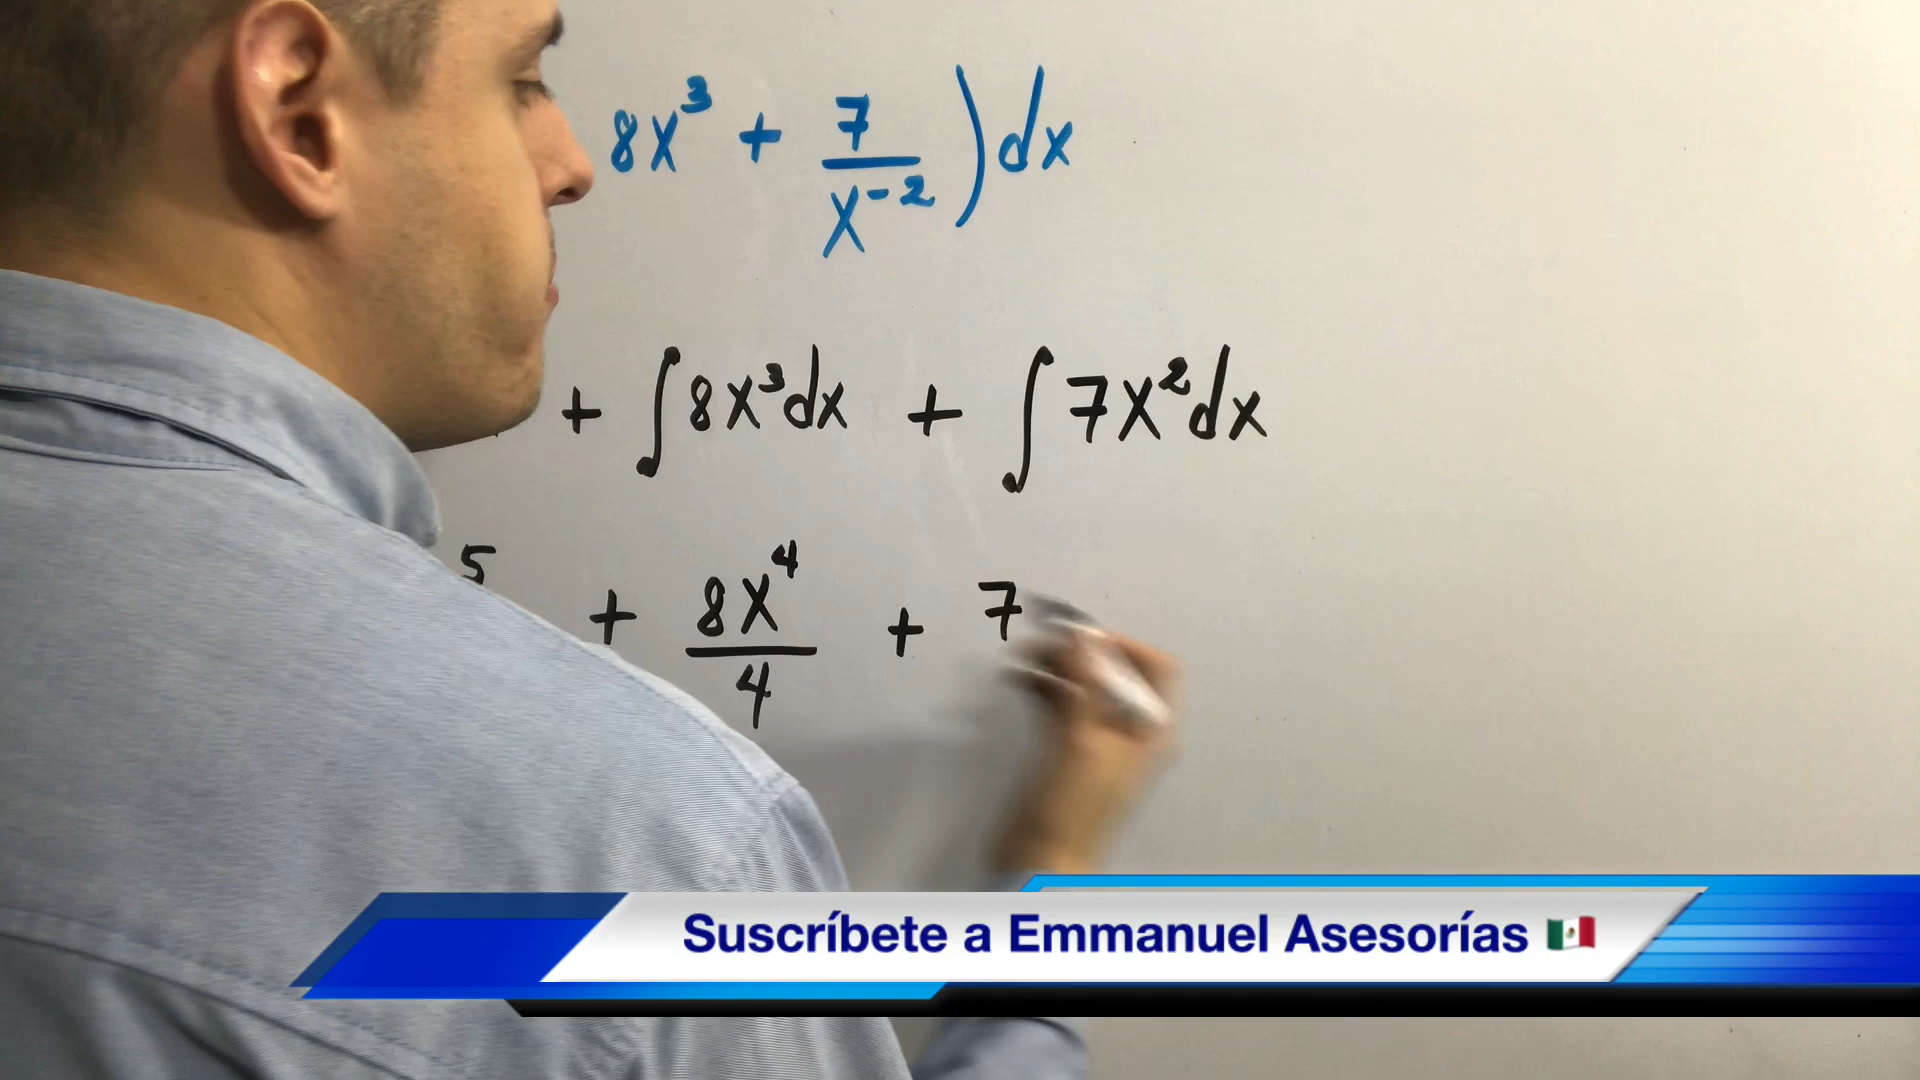 8x³ + 7/x⁻² ) dx
+ ∫ 8x³dx + ∫ 7x²dx
5 + 8x⁴/4 + 7
Suscríbete a Emmanuel Asesorías 🇲🇽